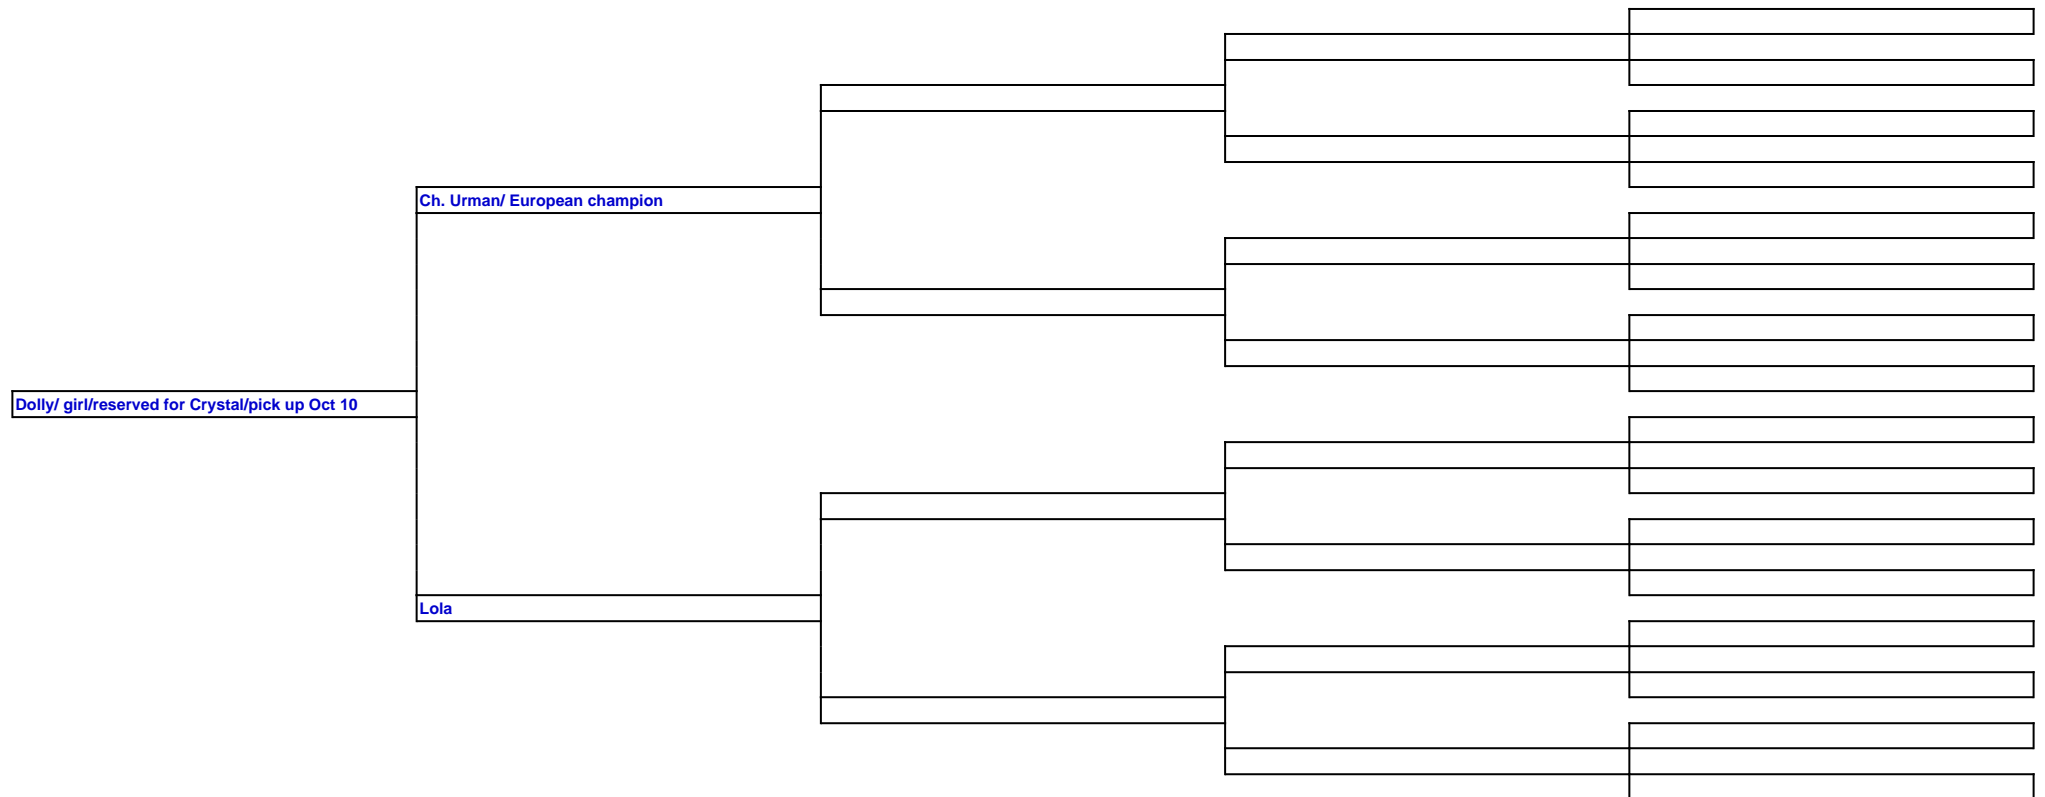 Ch. Urman/ European champion
Dolly/ girl/reserved for Crystal/pick up Oct 10
Lola